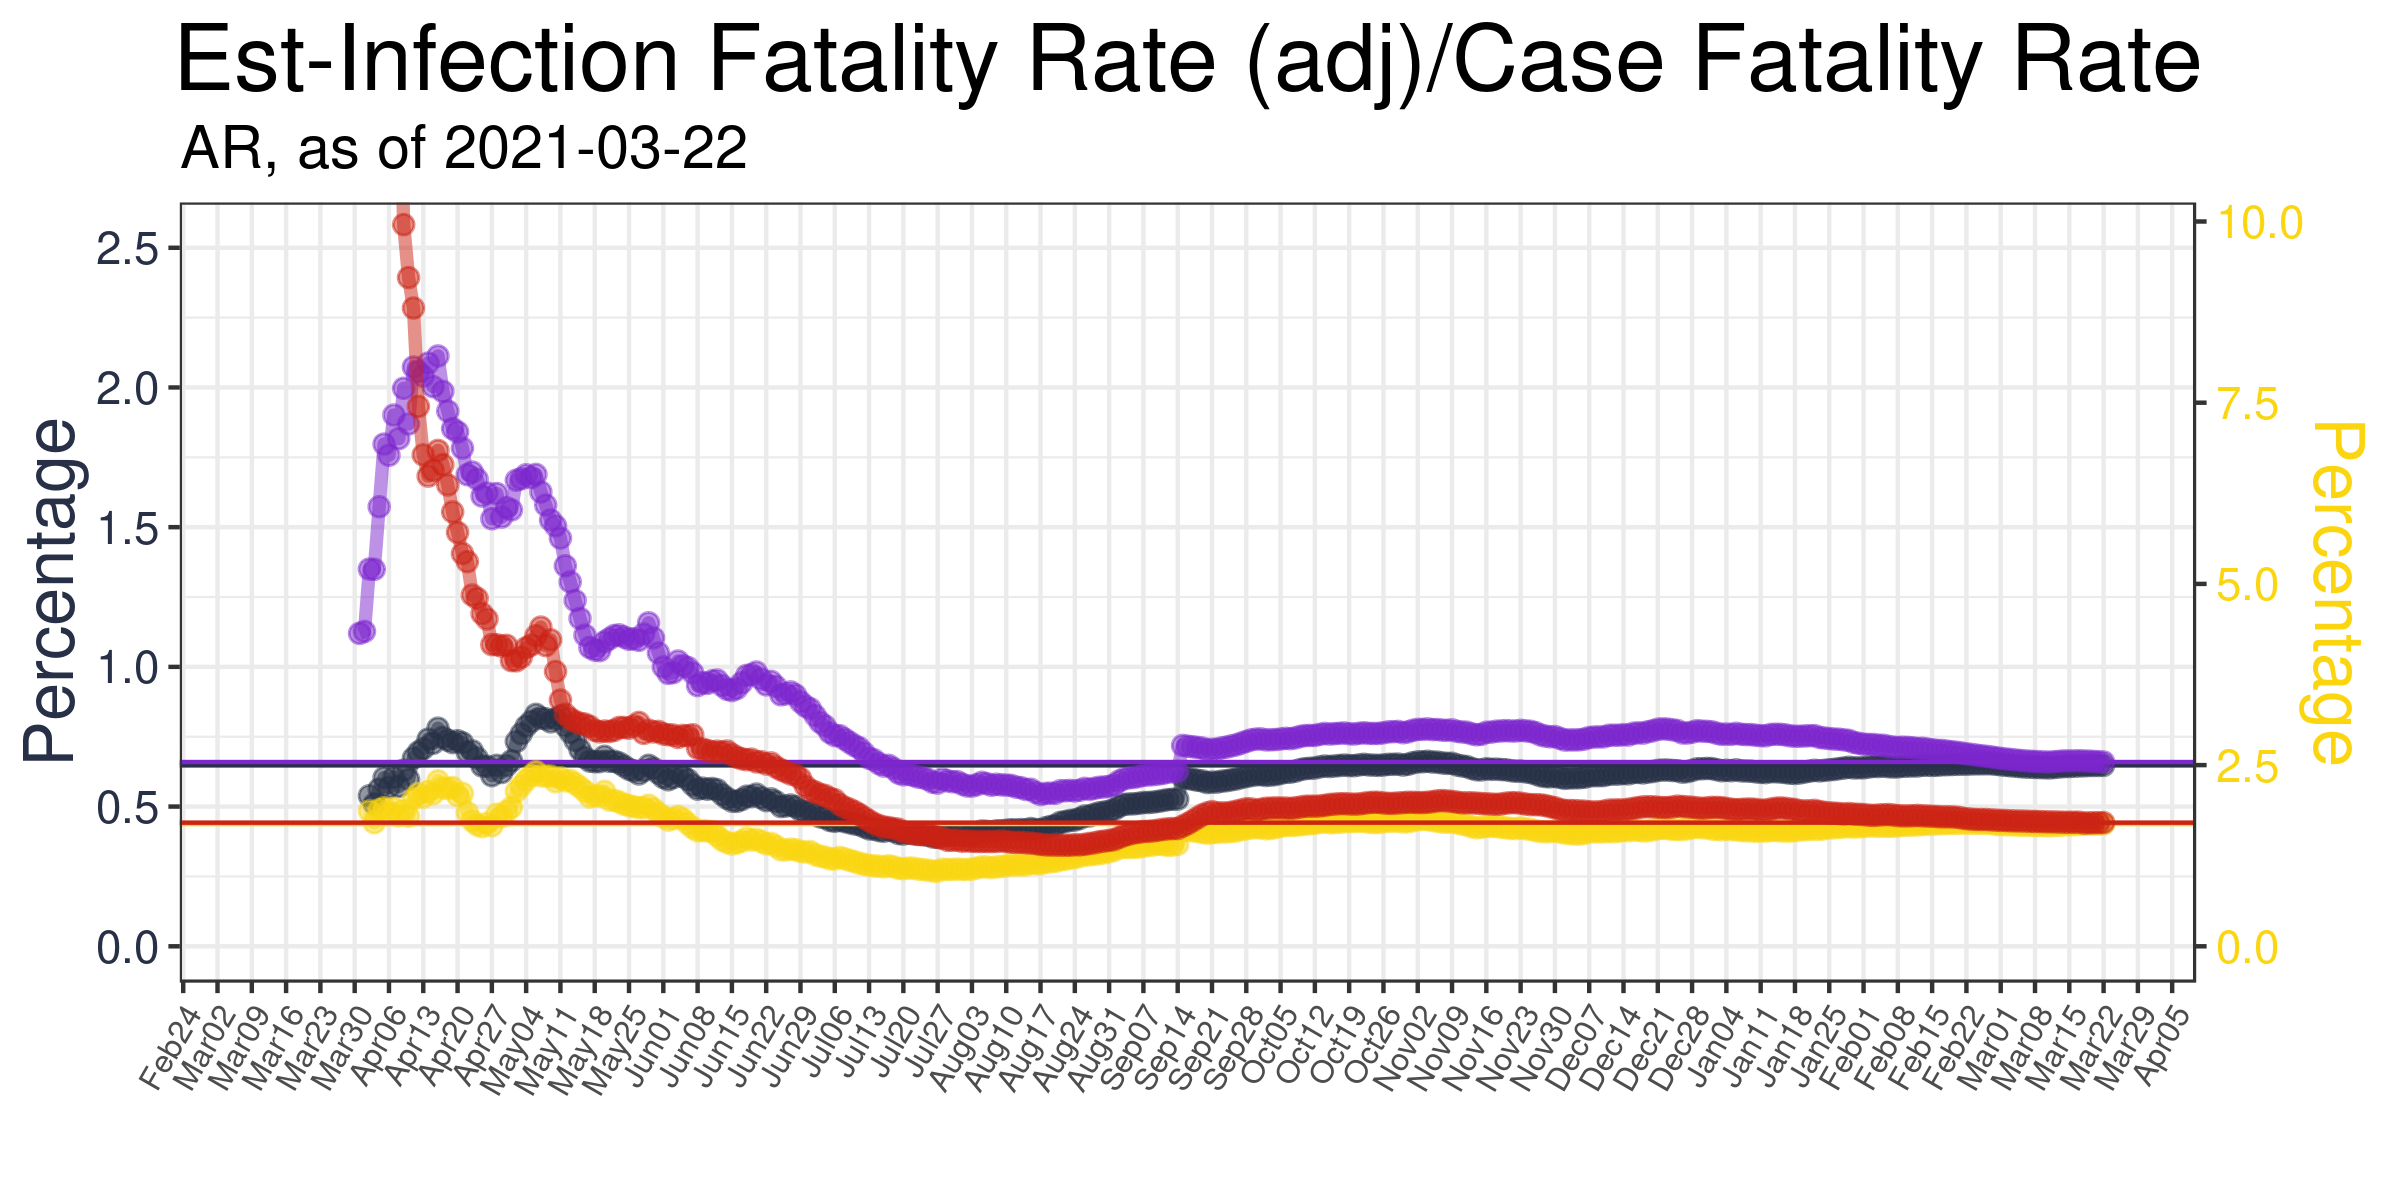 Est-Infection Fatality Rate (adj)/Case Fatality Rate
AR, as of 2021-03-22
Percentage
2.5
2.0
1.5
1.0
0.5
0.0
10.0
7.5
5.0
2.5
0.0
Percentage
Feb24
Mar02
Mar09
Mar16
Mar23
Mar30
Apr06
Apr13
Apr20
Apr27
May04
May11
May18
May25
Jun01
Jun08
Jun15
Jun22
Jun29
Jul06
Jul13
Jul20
Jul27
Aug03
Aug10
Aug17
Aug24
Aug31
Sep07
Sep14
Sep21
Sep28
Oct05
Oct12
Oct19
Oct26
Nov02
Nov09
Nov16
Nov23
Nov30
Dec07
Dec14
Dec21
Dec28
Jan04
Jan11
Jan18
Jan25
Feb01
Feb08
Feb15
Feb22
Mar01
Mar08
Mar15
Mar22
Mar29
Apr05